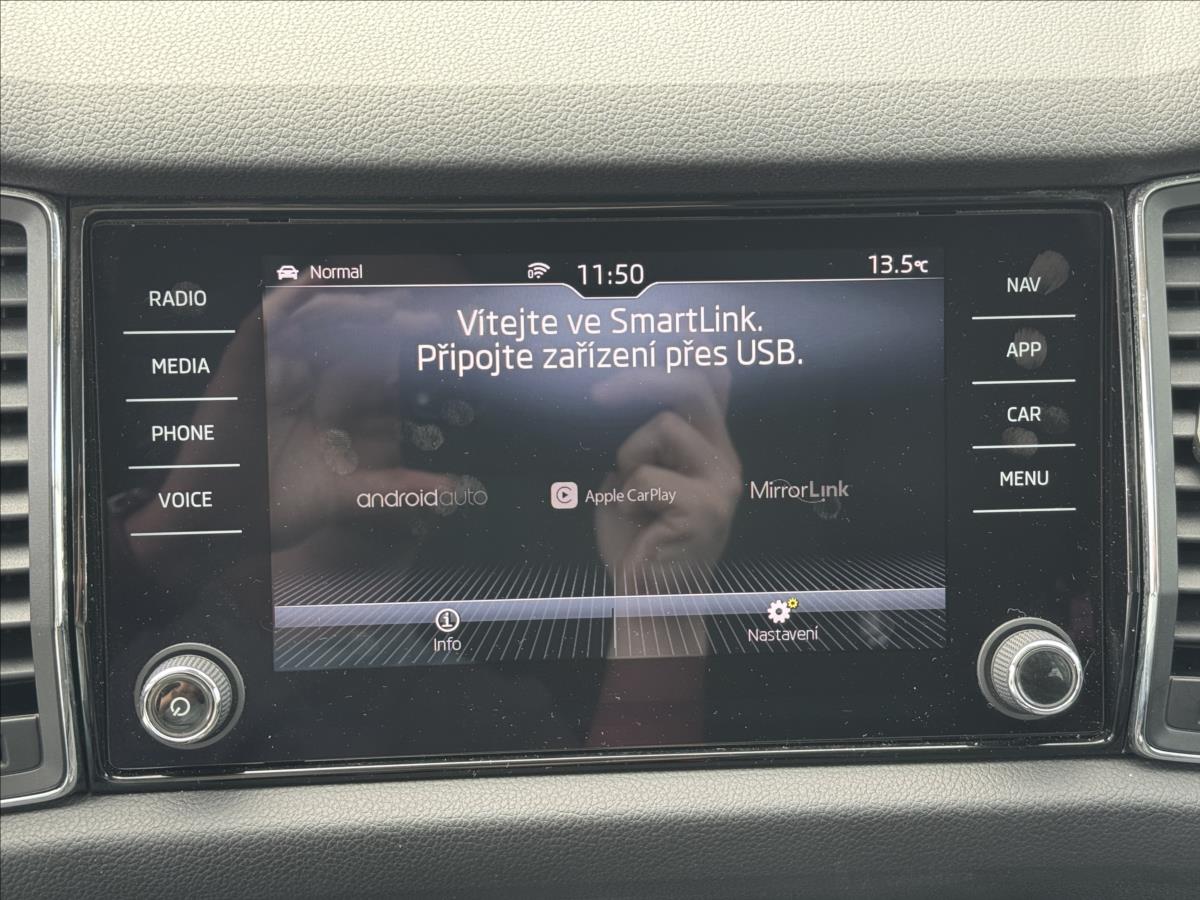 Normal 11:50 13.5°C
Vítejte ve SmartLink.
Připojte zařízení přes USB.
androidauto Apple CarPlay MirrorLink
Info Nastavení
RADIO
MEDIA
PHONE
VOICE
NAV
APP
CAR
MENU